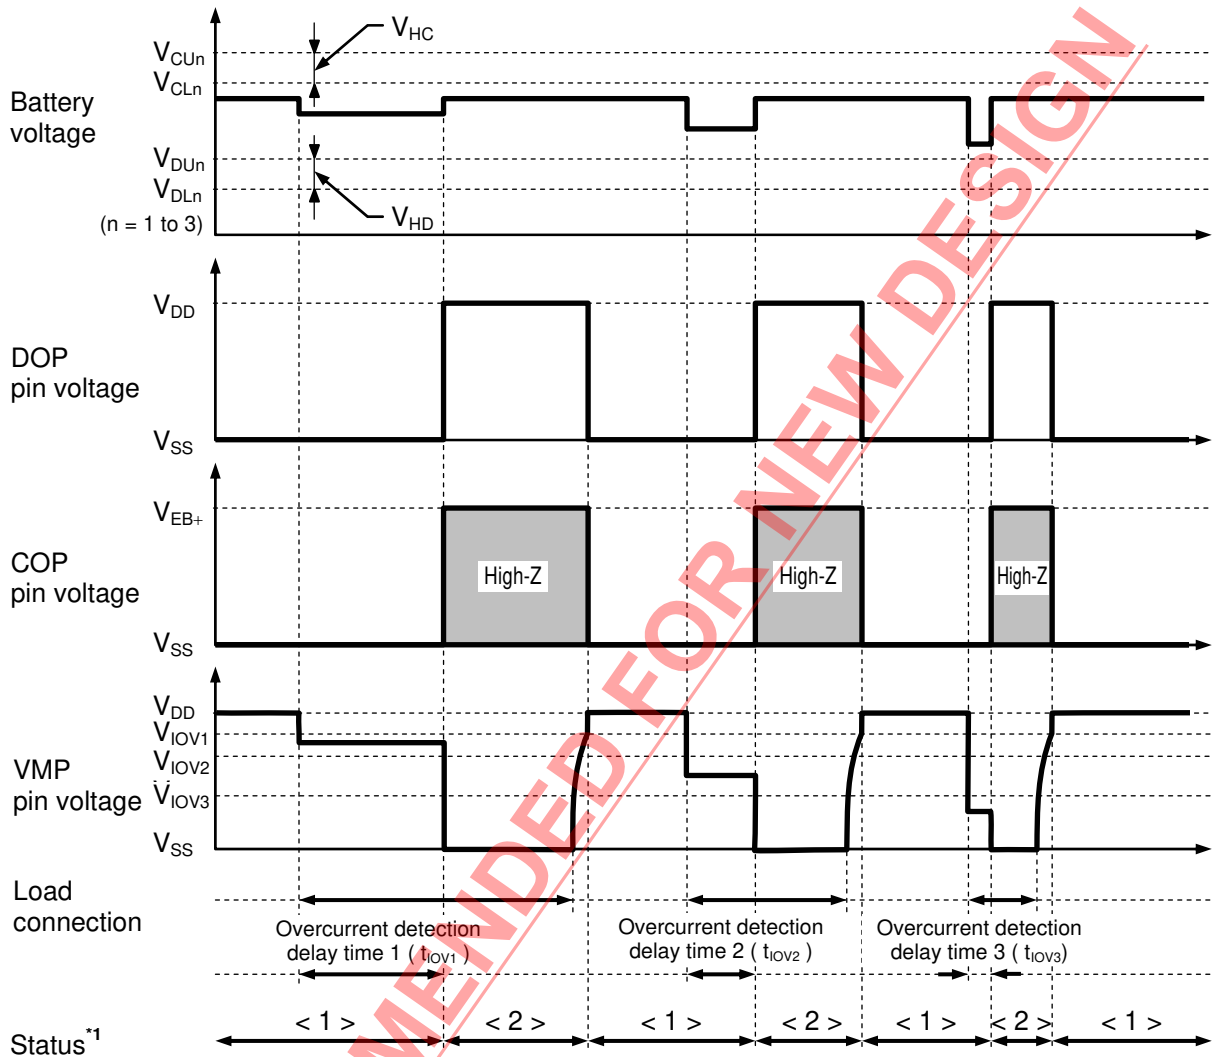 VHC
VCUn
VCLn
Battery
voltage
VDUn
VDLn
(n = 1 to 3)
VHD
VDD
DOP
pin voltage
VSS
VEB+
COP
pin voltage
High-Z
High-Z
High-Z
VSS
VDD
VIOV1
VIOV2
VMP
pin voltage
VIOV3
VSS
Load
connection
Overcurrent detection
delay time 1 ( tIOV1 )
Overcurrent detection
delay time 2 ( tIOV2 )
Overcurrent detection
delay time 3 ( tIOV3)
Status*1
< 1 >
< 2 >
< 1 >
< 2 >
< 1 >
< 2 >
< 1 >
MENDED FOR NEW DESIGN